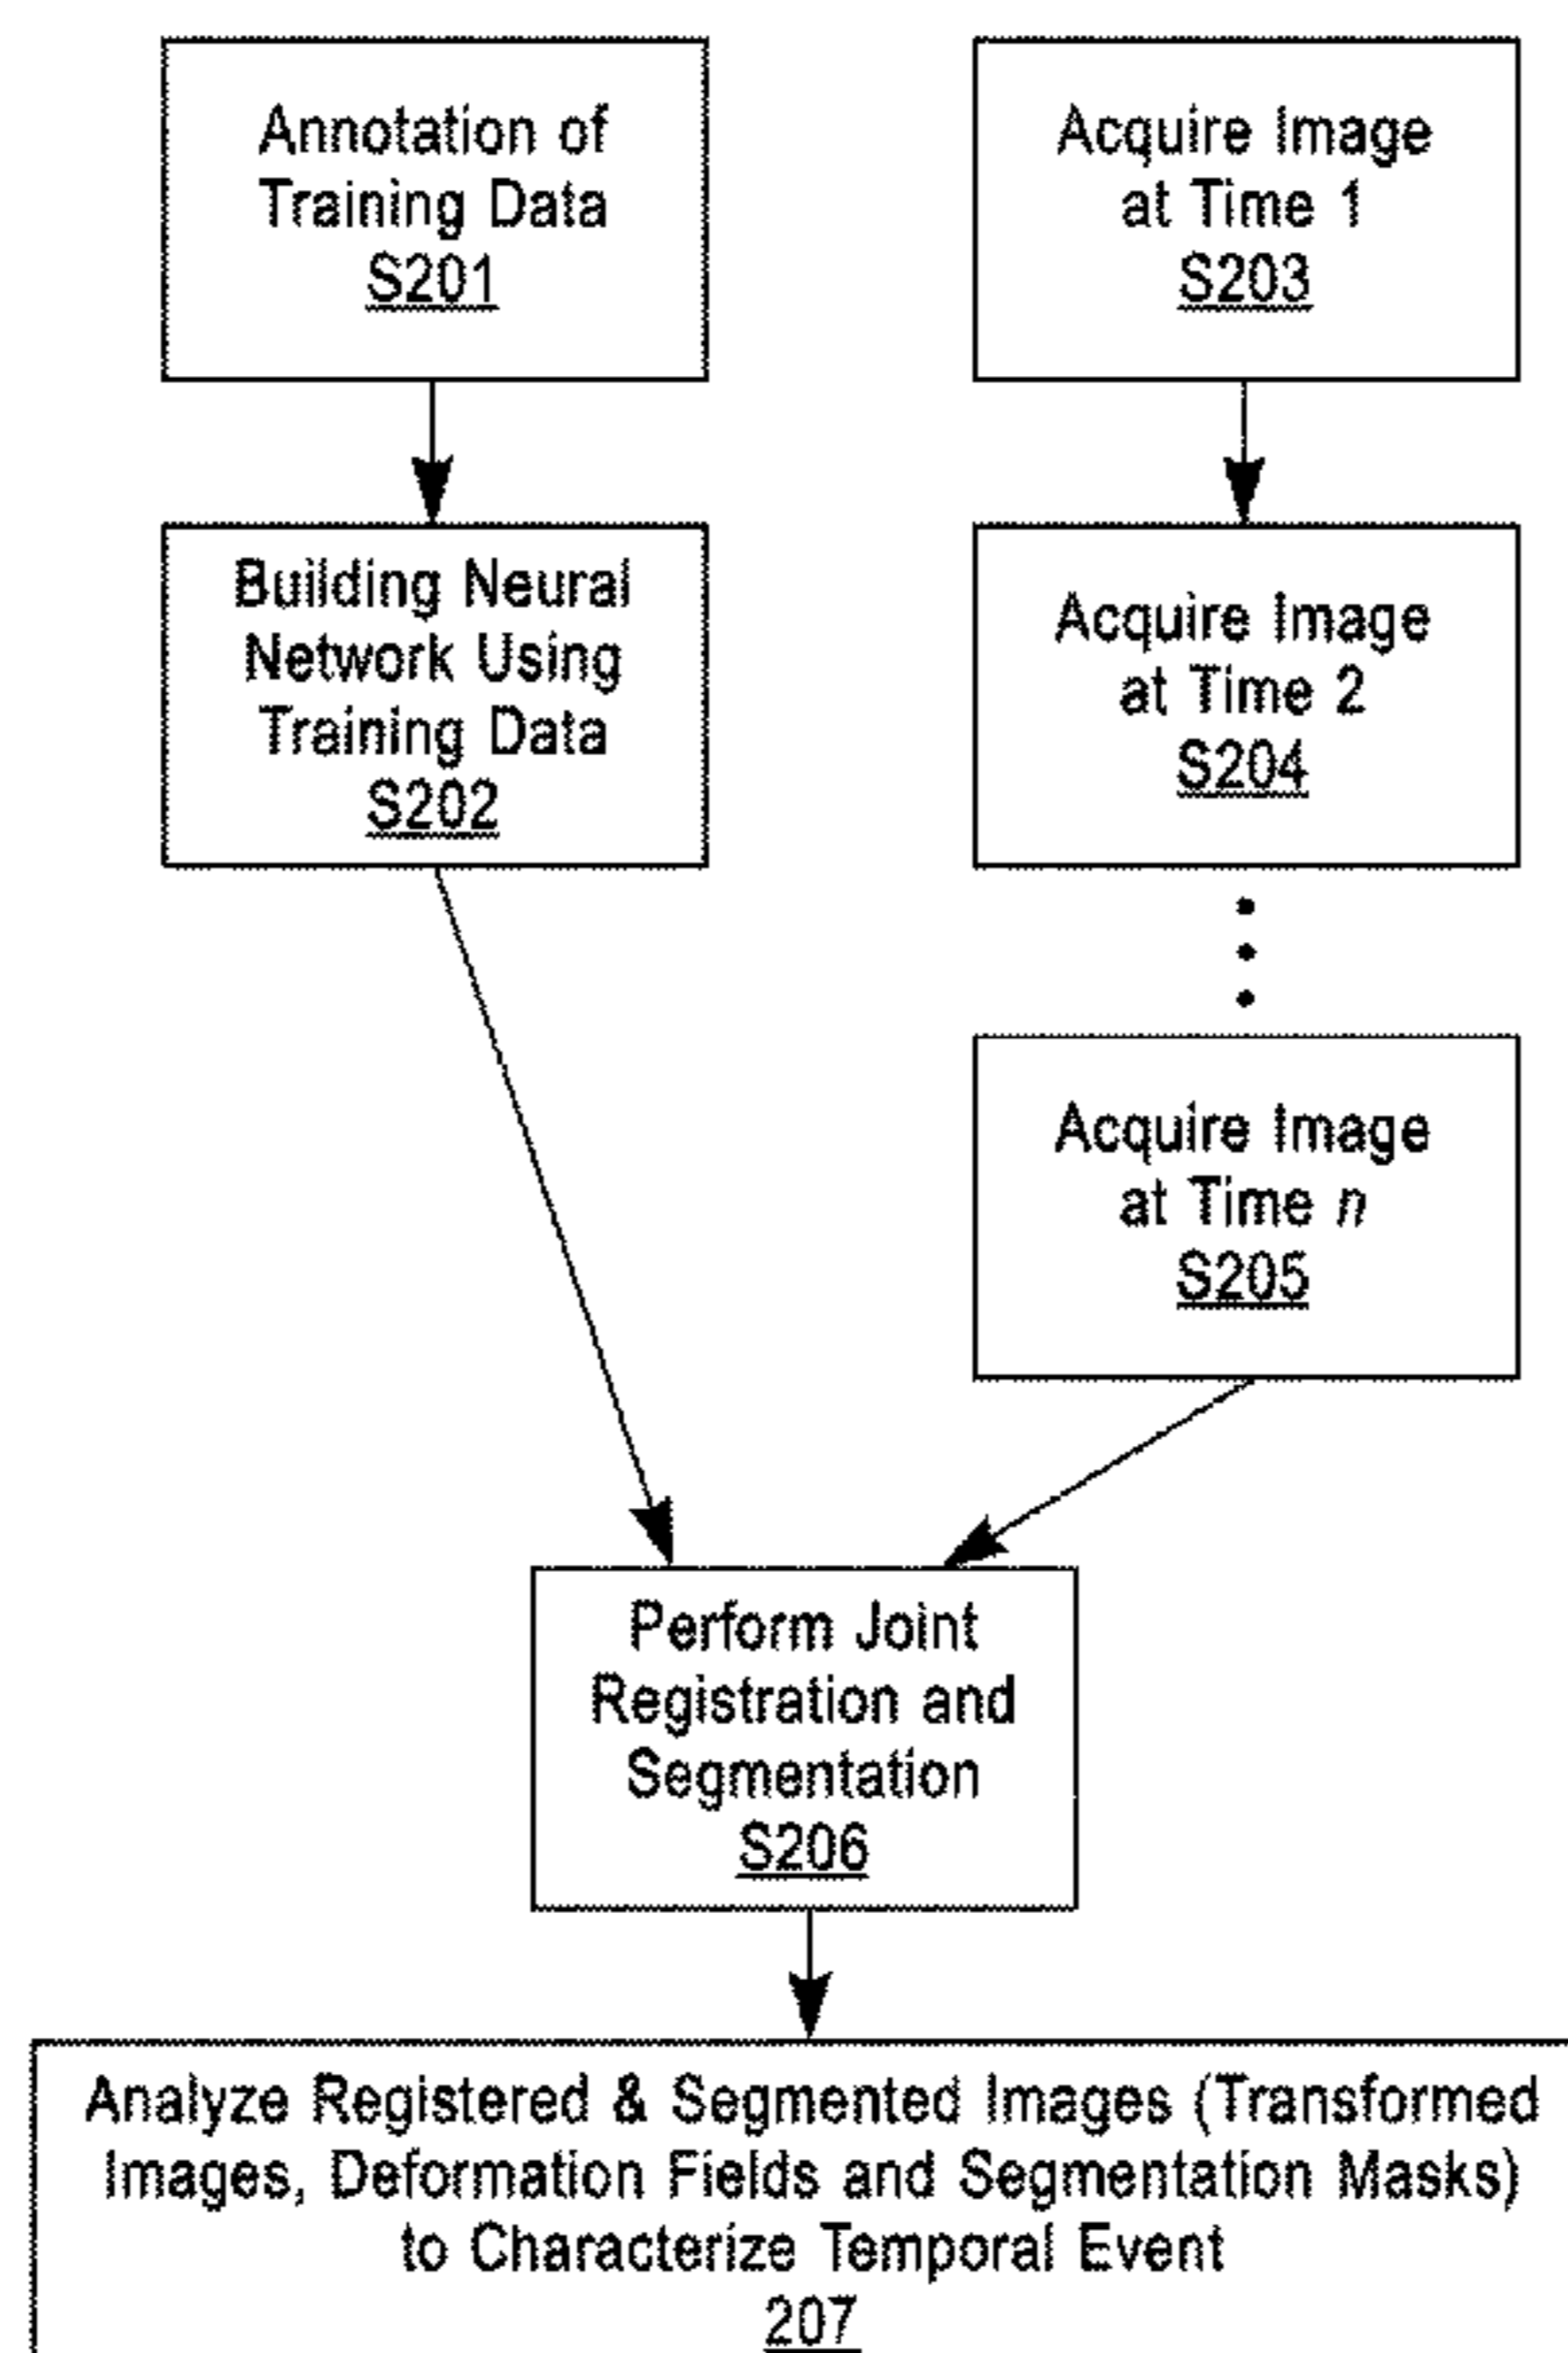 Annotation of
Training Data
S201
Building Neural
Network Using
Training Data
S202
Acquire Image
at Time 1
S203
Acquire Image
at Time 2
S204
Acquire Image
at Time n
S205
Perform Joint
Registration and
Segmentation
S206
Analyze Registered & Segmented Images (Transformed
Images, Deformation Fields and Segmentation Masks)
to Characterize Temporal Event
207